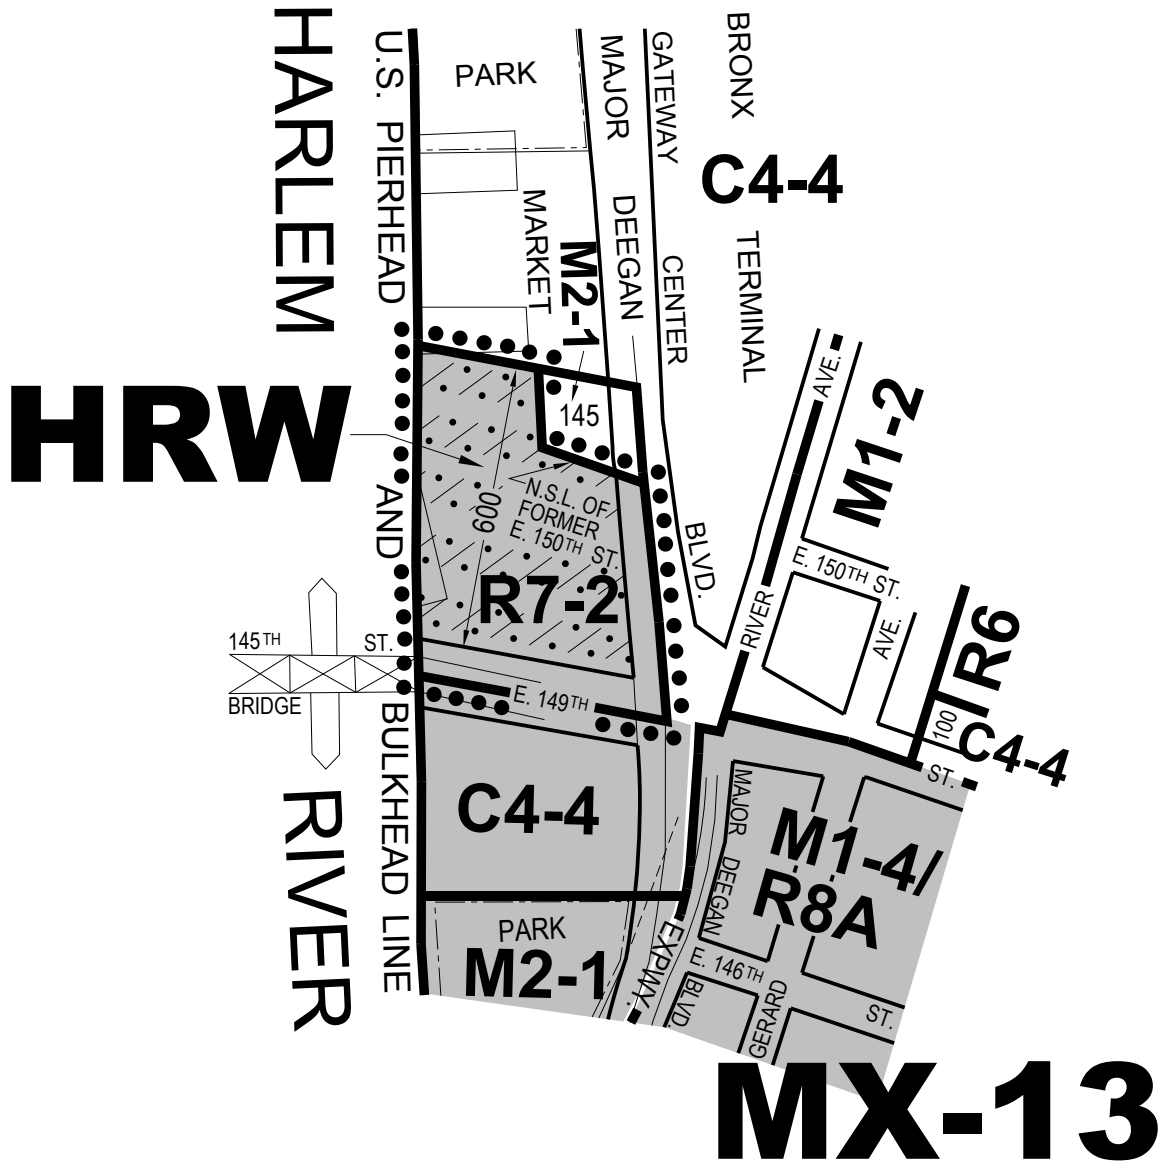 HARLEM
RIVER
U.S. PIERHEAD AND BULKHEAD LINE
PARK
MAJOR DEEGAN
EXPWY.
GATEWAY CENTER BLVD.
BRONX
TERMINAL
MARKET
C4-4
M2-1
145
HRW
600
N.S.L. OF
FORMER
E. 150TH ST.
R7-2
RIVER AVE.
M1-2
E. 150TH ST.
AVE.
R6
100
C4-4
145TH ST.
BRIDGE
E. 149TH
ST.
C4-4
MAJOR DEEGAN
BLVD.
M1-4/
R8A
PARK
M2-1
E. 146TH
ST.
GERARD
MX-13